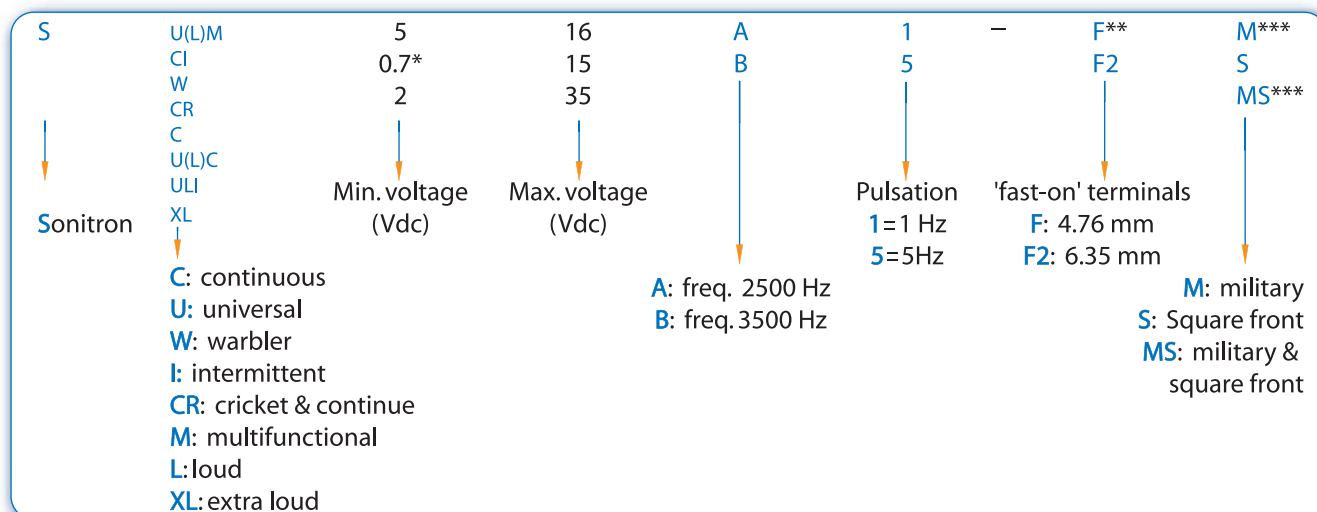 S U(L)M 5 16 A 1 – F** M***
CI 0.7* 15 B 5 F2 S
W 2 35 MS***
CR
C
U(L)C
ULI
XL
Sonitron
Min. voltage
(Vdc)
Max. voltage
(Vdc)
Pulsation
1=1 Hz
5=5Hz
'fast-on' terminals
F: 4.76 mm
F2: 6.35 mm
C: continuous
U: universal
W: warbler
I: intermittent
CR: cricket & continue
M: multifunctional
L:loud
XL: extra loud
A: freq. 2500 Hz
B: freq. 3500 Hz
M: military
S: Square front
MS: military &
square front